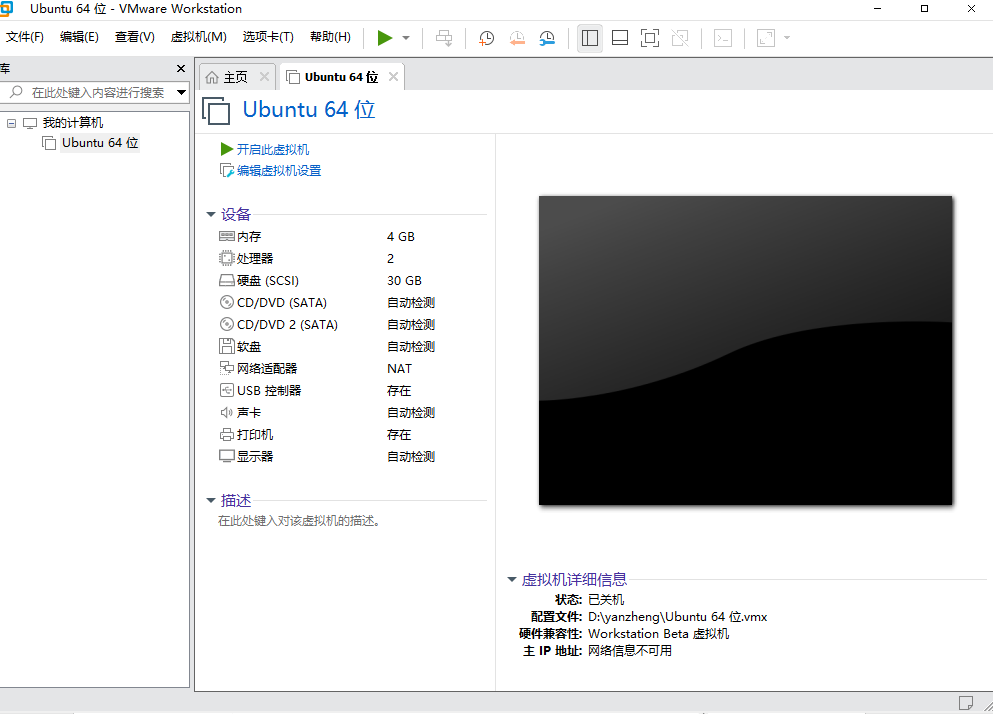 Ubuntu 64 位 - VMware Workstation
文件(F) 编辑(E) 查看(V) 虚拟机(M) 选项卡(T) 帮助(H)
库
在此处键入内容进行搜索
我的计算机
Ubuntu 64 位
主页 Ubuntu 64 位
Ubuntu 64 位
开启此虚拟机
编辑虚拟机设置
设备
内存 4 GB
处理器 2
硬盘 (SCSI) 30 GB
CD/DVD (SATA) 自动检测
CD/DVD 2 (SATA) 自动检测
软盘 自动检测
网络适配器 NAT
USB 控制器 存在
声卡 自动检测
打印机 存在
显示器 自动检测
描述
在此处键入对该虚拟机的描述。
虚拟机详细信息
状态: 已关机
配置文件: D:\yanzheng\Ubuntu 64 位.vmx
硬件兼容性: Workstation Beta 虚拟机
主 IP 地址: 网络信息不可用